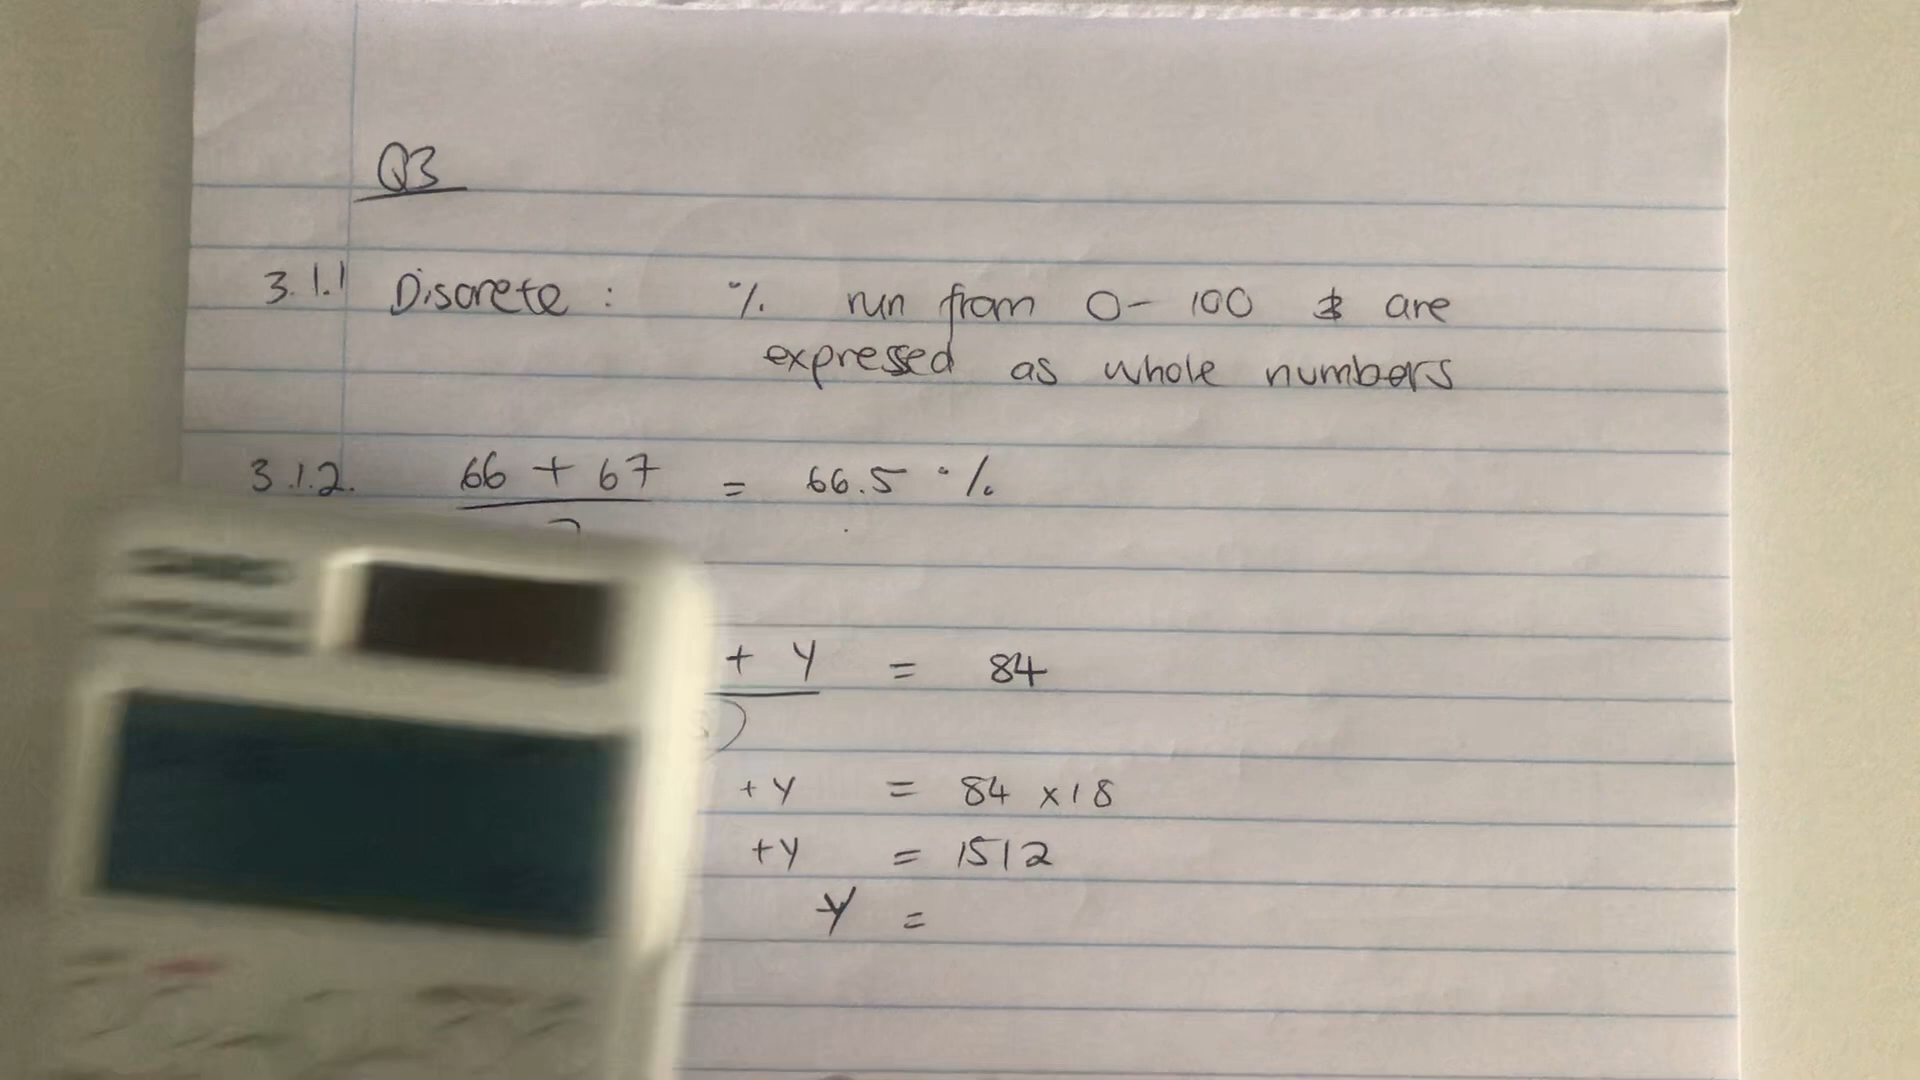 Q3
3.1.1 Discrete : % run from 0 - 100 & are
expressed as whole numbers
3.1.2. 66 + 67 = 66.5 %
2
+ y = 84
)
+ y = 84 x 18
+ y = 1512
y =